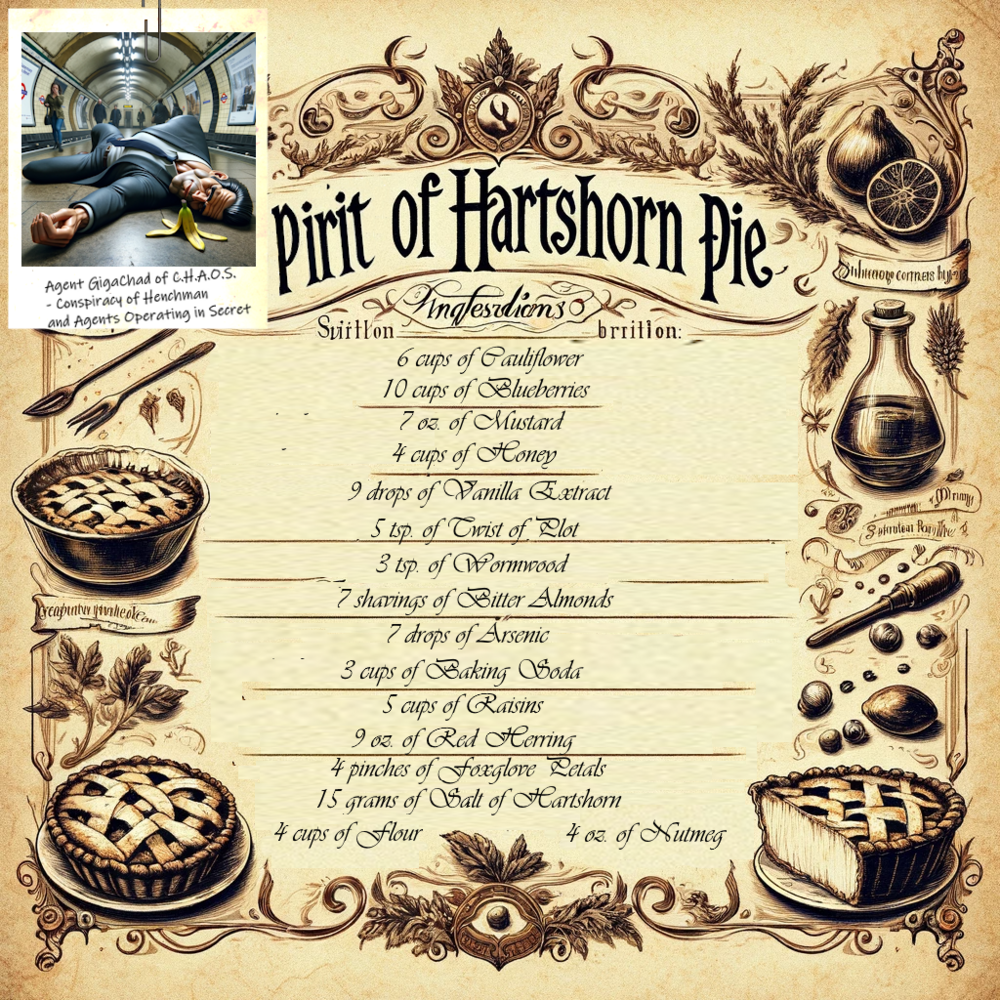 Agent GigaChad of C.H.A.O.S.
- Conspiracy of Henchman
and Agents Operating in Secret
pirit of Hartshorn Pie
6 cups of Cauliflower
10 cups of Blueberries
7 oz. of Mustard
4 cups of Honey
9 drops of Vanilla Extract
5 tsp. of Twist of Plot
3 tsp. of Wormwood
7 shavings of Bitter Almonds
7 drops of Arsenic
3 cups of Baking Soda
5 cups of Raisins
9 oz. of Red Herring
4 pinches of Foxglove Petals
15 grams of Salt of Hartshorn
4 cups of Flour 4 oz. of Nutmeg